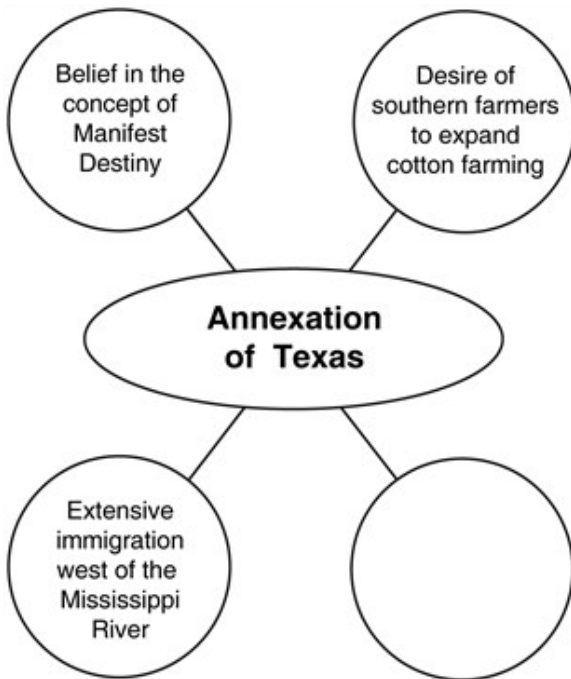 Belief in the
concept of
Manifest
Destiny
Desire of
southern farmers
to expand
cotton farming
Annexation
of Texas
Extensive
immigration
west of the
Mississippi
River